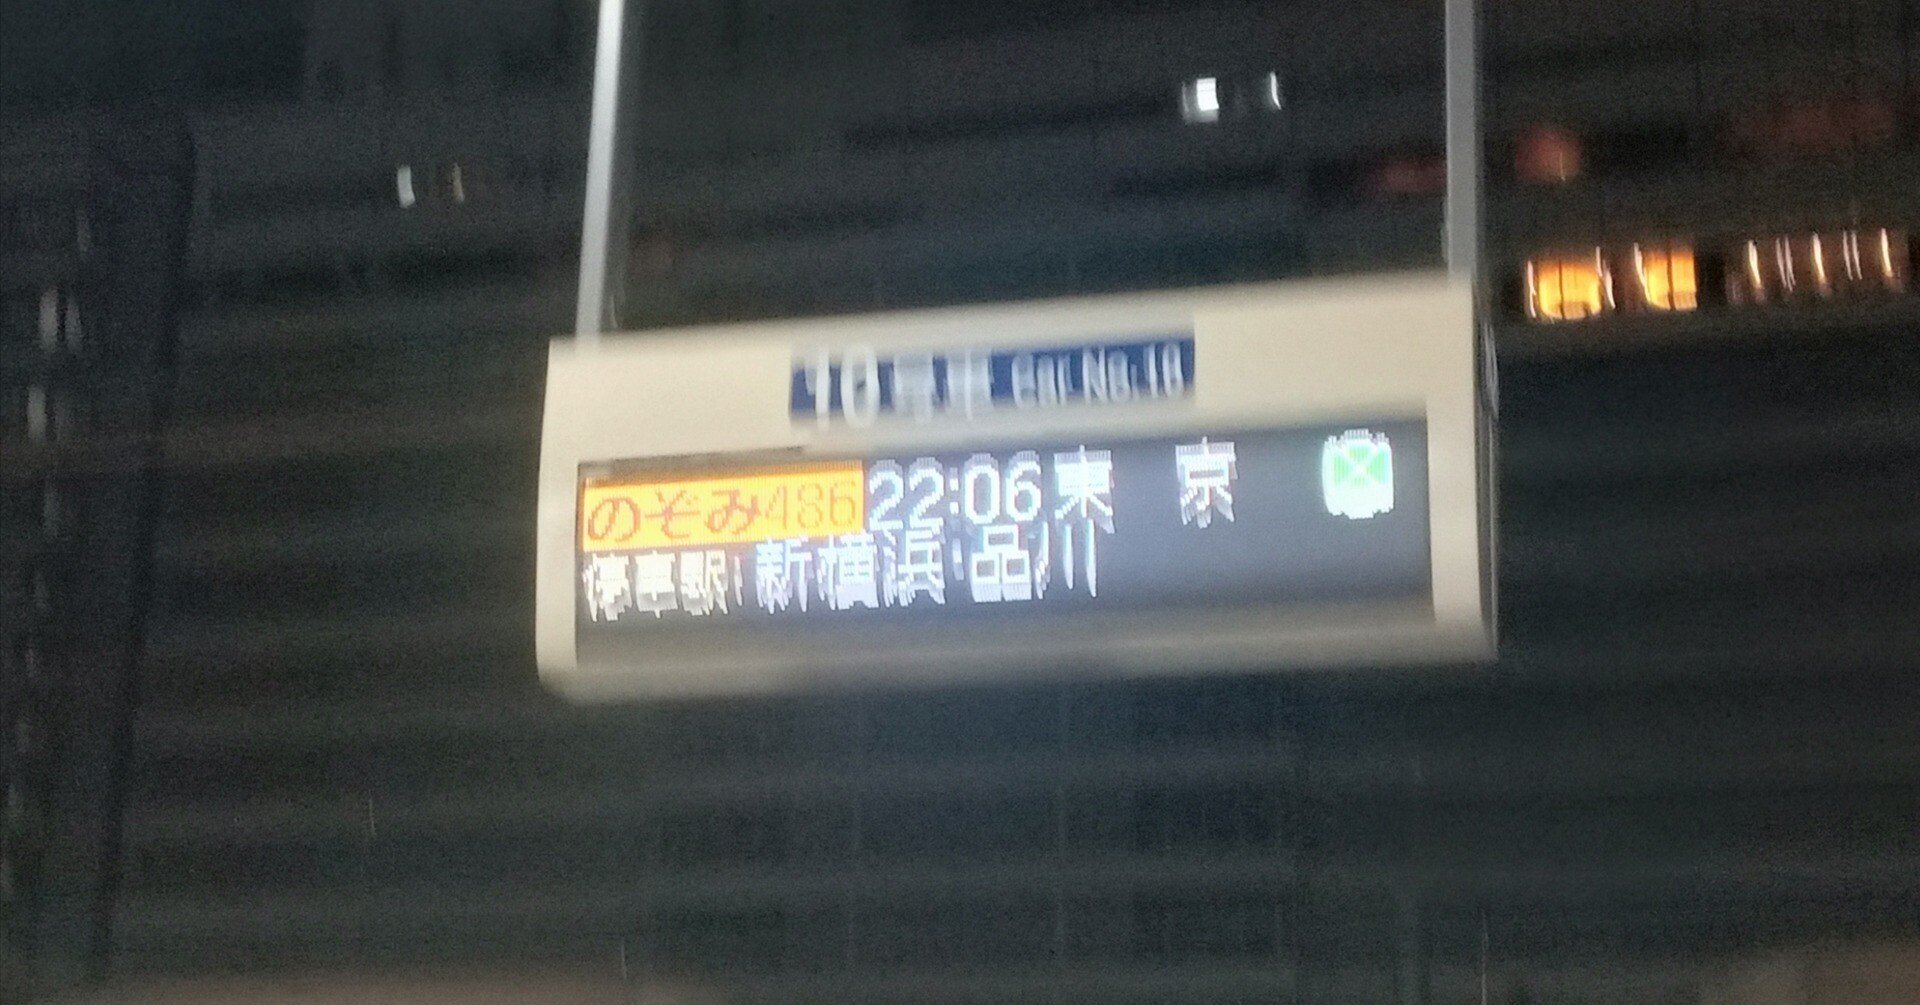 10号車 Car No.10
のぞみ486 22:06 東 京
停車駅:新横浜・品川